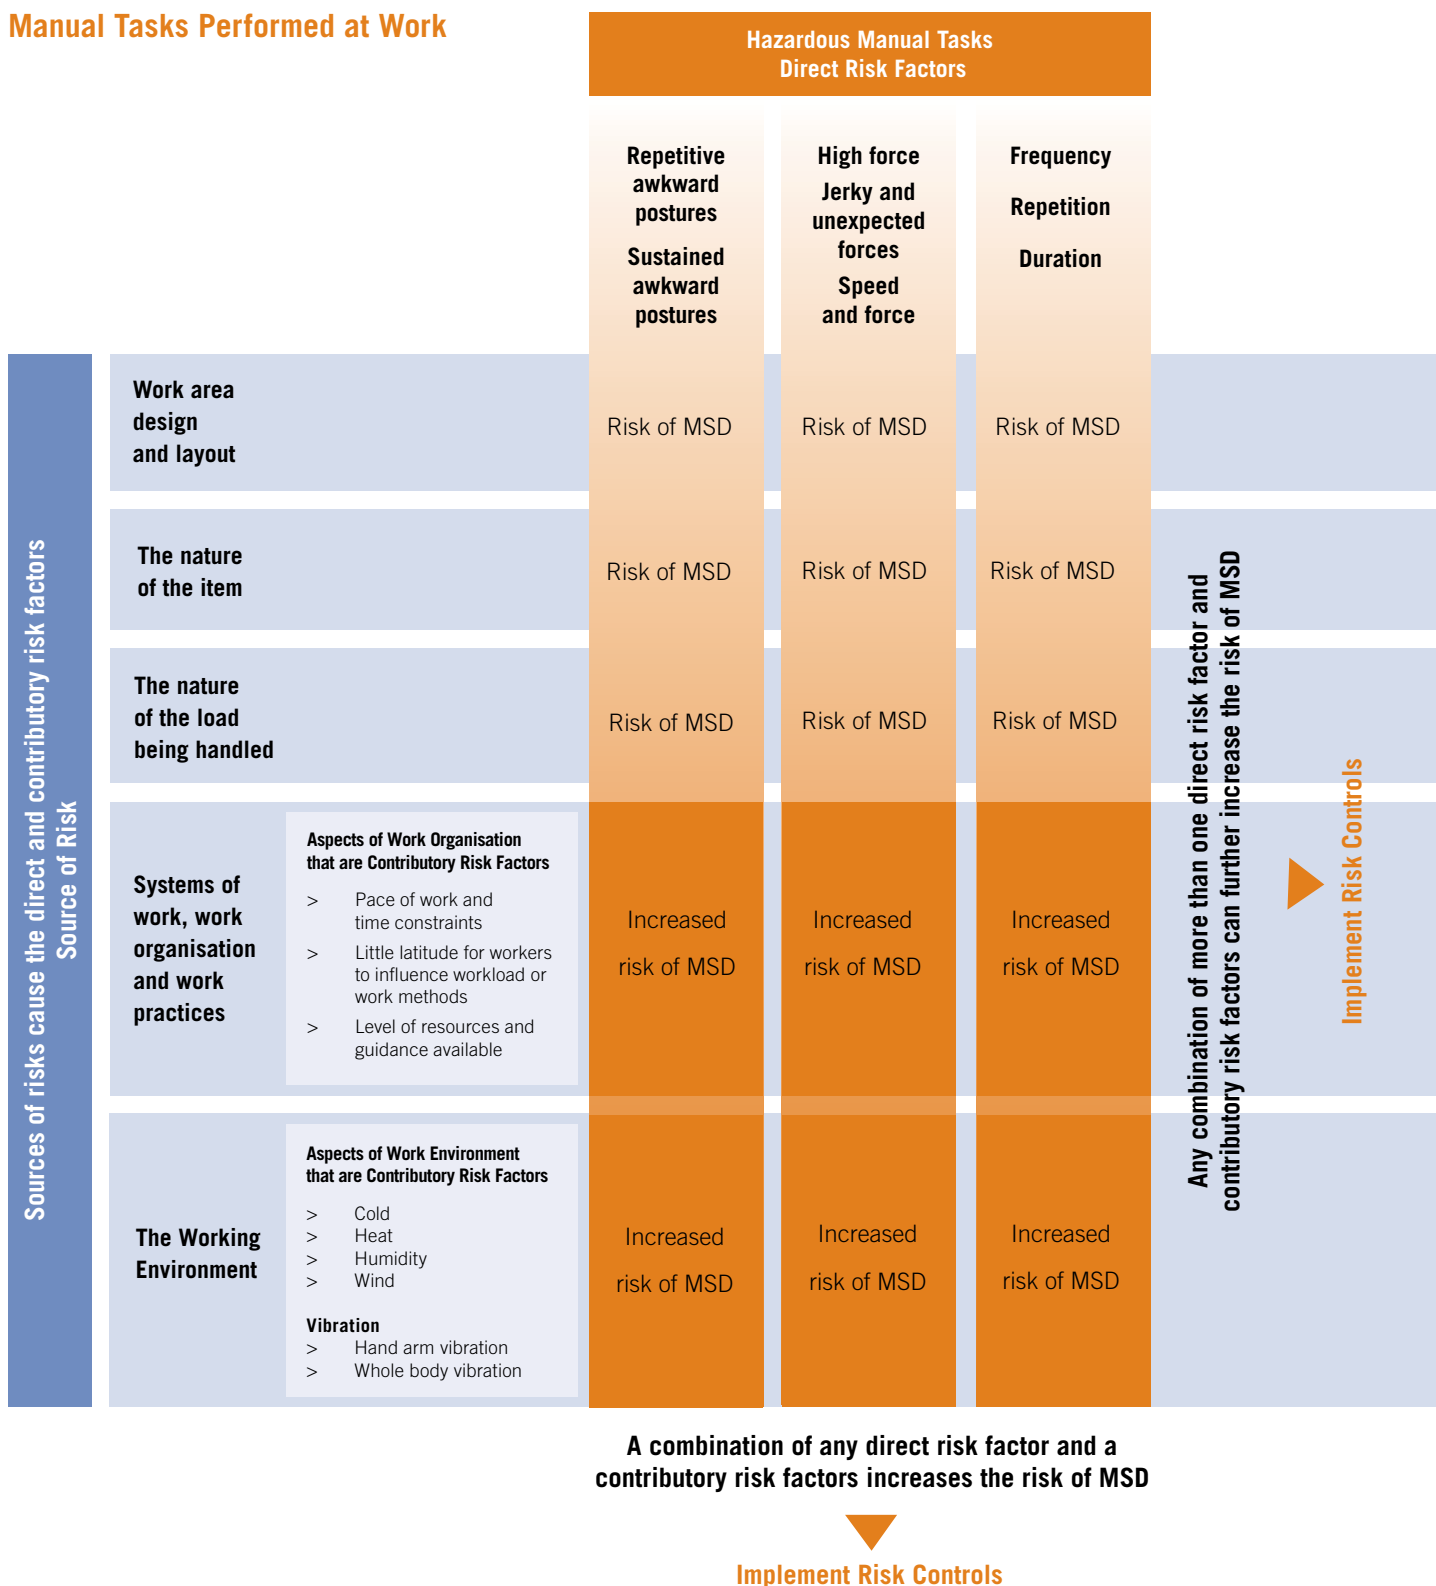 Manual Tasks Performed at Work
Hazardous Manual Tasks
Direct Risk Factors
Repetitive
awkward
postures
Sustained
awkward
postures
High force
Jerky and
unexpected
forces
Speed
and force
Frequency
Repetition
Duration
Sources of risks cause the direct and contributory risk factors
Source of Risk
Work area
design
and layout
Risk of MSD
Risk of MSD
Risk of MSD
The nature
of the item
Risk of MSD
Risk of MSD
Risk of MSD
The nature
of the load
being handled
Risk of MSD
Risk of MSD
Risk of MSD
Systems of
work, work
organisation
and work
practices
Aspects of Work Organisation
that are Contributory Risk Factors
> Pace of work and
time constraints
> Little latitude for workers
to influence workload or
work methods
> Level of resources and
guidance available
Increased
risk of MSD
Increased
risk of MSD
Increased
risk of MSD
The Working
Environment
Aspects of Work Environment
that are Contributory Risk Factors
> Cold
> Heat
> Humidity
> Wind
Vibration
> Hand arm vibration
> Whole body vibration
Increased
risk of MSD
Increased
risk of MSD
Increased
risk of MSD
Any combination of more than one direct risk factor and
contributory risk factors can further increase the risk of MSD
Implement Risk Controls
A combination of any direct risk factor and a
contributory risk factors increases the risk of MSD
Implement Risk Controls